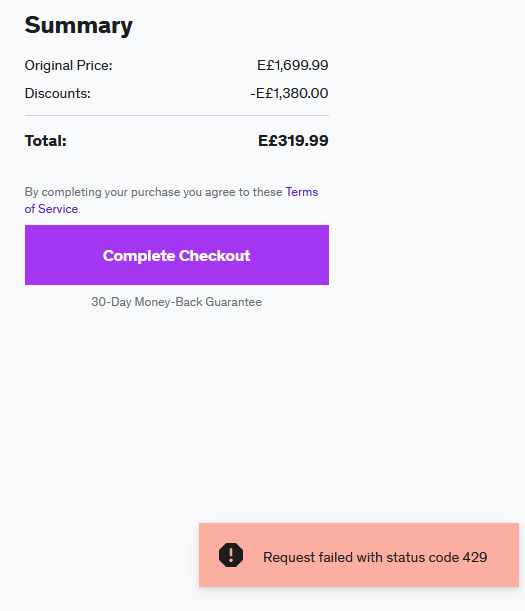 Summary
Original Price: E£1,699.99
Discounts: -E£1,380.00
Total: E£319.99
By completing your purchase you agree to these Terms
of Service.
Complete Checkout
30-Day Money-Back Guarantee
Request failed with status code 429